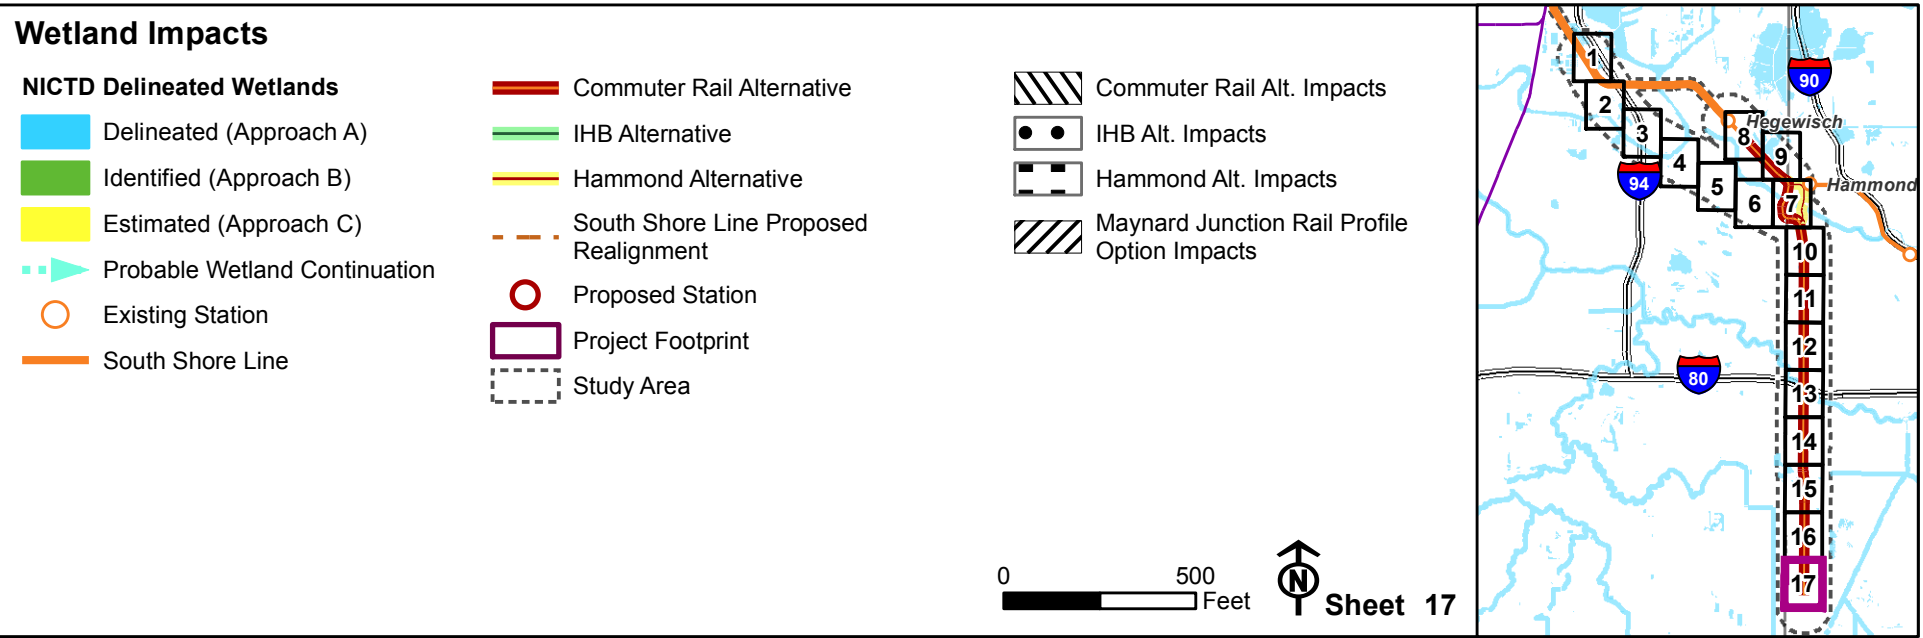 Wetland Impacts
NICTD Delineated Wetlands
Delineated (Approach A)
Identified (Approach B)
Estimated (Approach C)
Probable Wetland Continuation
Existing Station
South Shore Line
Commuter Rail Alternative
IHB Alternative
Hammond Alternative
South Shore Line Proposed
Realignment
Proposed Station
Project Footprint
Study Area
Commuter Rail Alt. Impacts
IHB Alt. Impacts
Hammond Alt. Impacts
Maynard Junction Rail Profile
Option Impacts
0 500
Feet
N
Sheet 17
1
90
2
Hegewisch
3
8
9
4
94
5
Hammond
6
7
10
11
12
80
13
14
15
16
17